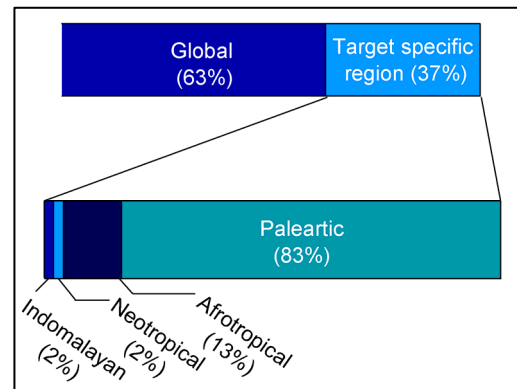 Global
(63%)
Target specific
region (37%)
Paleartic
(83%)
Indomalayan
(2%)
Neotropical
(2%)
Afrotropical
(13%)